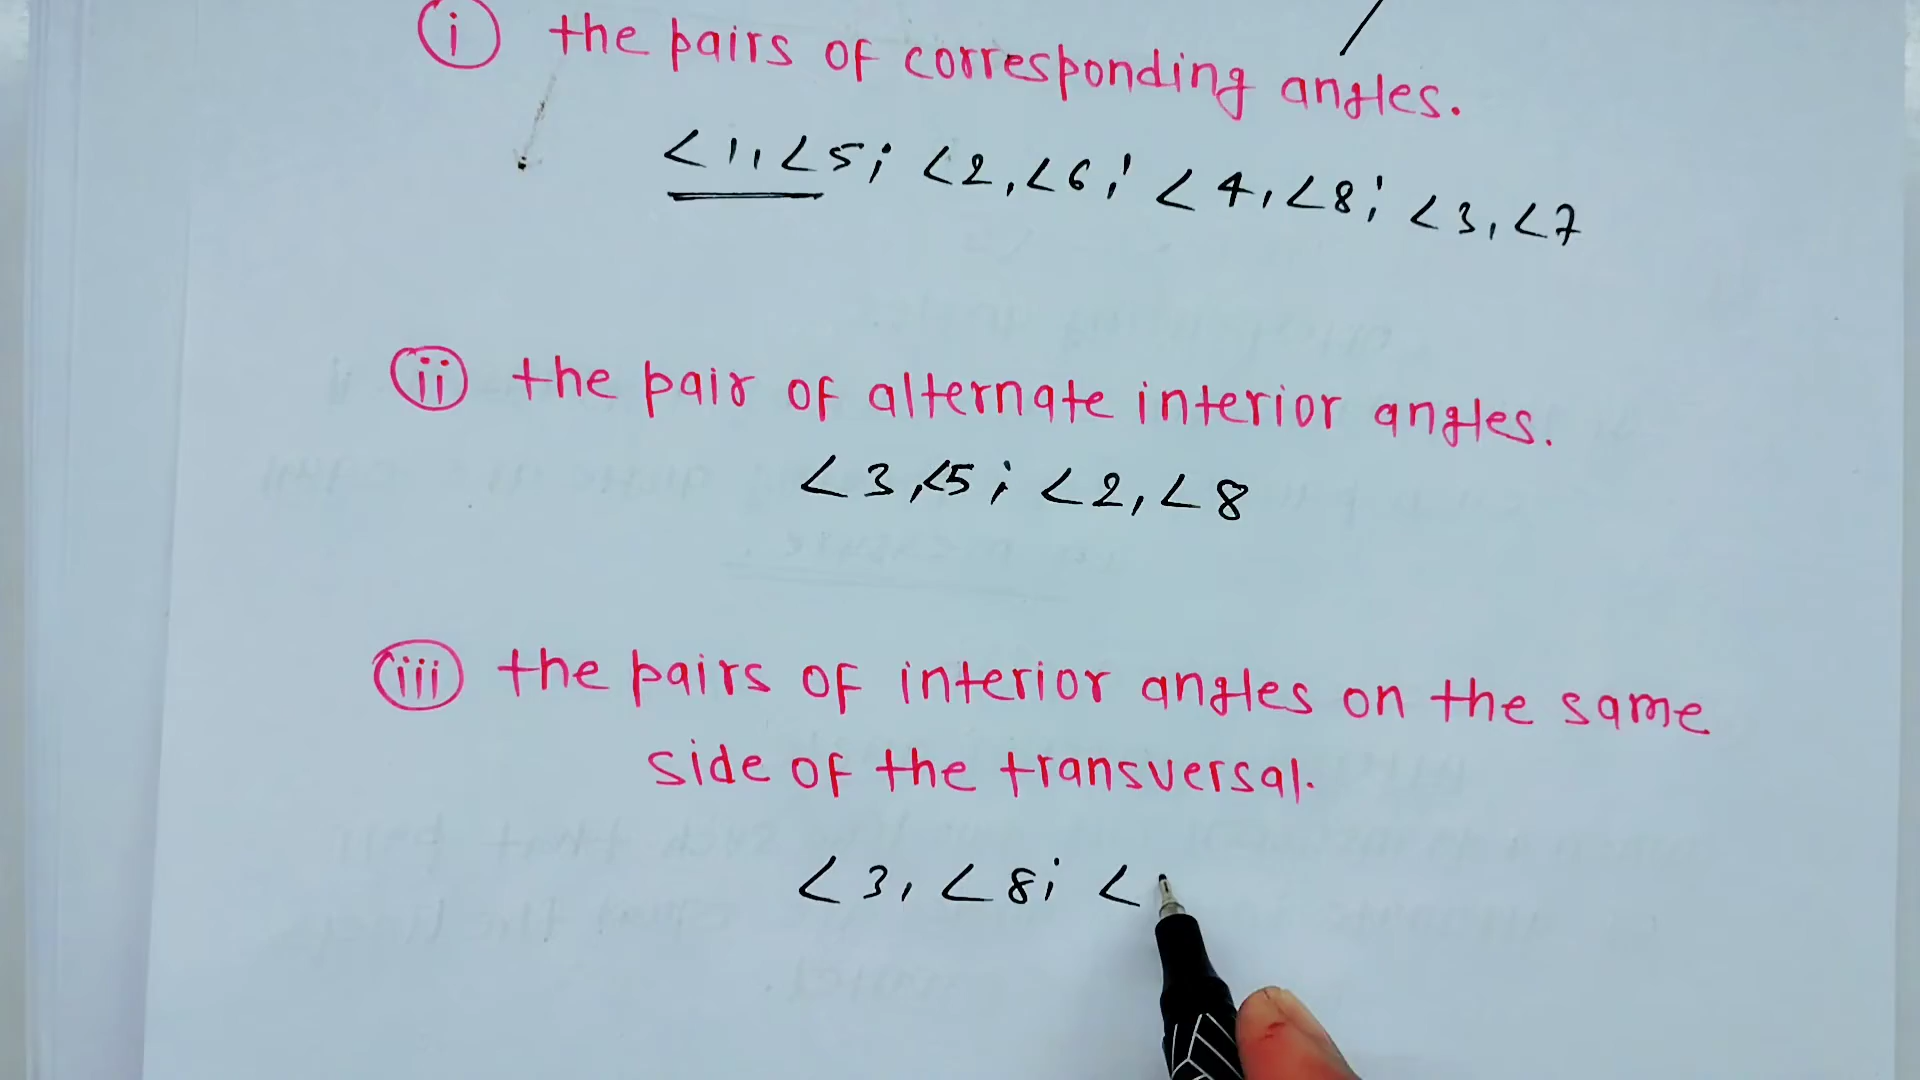 i the pairs of corresponding angles.
∠1,∠5; ∠2,∠6; ∠4,∠8; ∠3,∠7
ii the pair of alternate interior angles.
∠3,∠5; ∠2,∠8
iii the pairs of interior angles on the same
side of the transversal.
∠3, ∠8; ∠